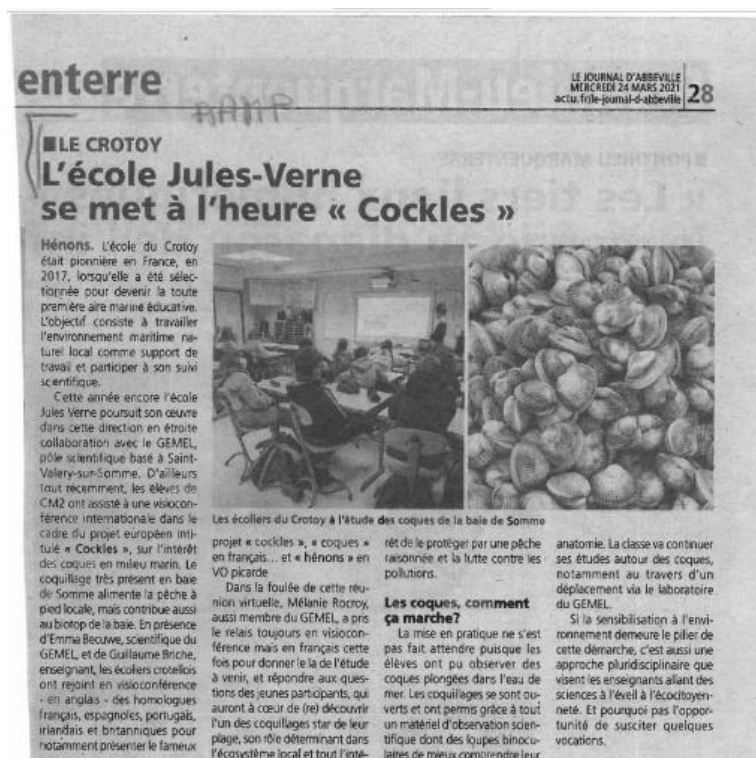 enterre
LE JOURNAL D'ABBEVILLE
MERCREDI 24 MARS 2021
actu.fr/le-journal-d-abbeville
28
■LE CROTOY
L'école Jules-Verne
se met à l'heure « Cockles »
Hénons. L'école du Crotoy
était pionnière en France, en
2017, lorsqu'elle a été sélec-
tionnée pour devenir la toute
première aire marine éducative.
L'objectif consiste à travailler
l'environnement maritime na-
turel local comme support de
travail et participer à son suivi
scientifique.
Cette année encore l'école
Jules Verne poursuit son œuvre
dans cette direction en étroite
collaboration avec le GEMEL,
pôle scientifique basé à Saint-
Valery-sur-Somme. D'ailleurs
tout récemment, les élèves de
CM2 ont assisté à une visiocon-
férence internationale dans le
cadre du projet européen inti-
tulé « Cockles », sur l'intérêt
des coques en milieu marin. Le
coquillage très présent en baie
de Somme alimente la pêche à
pied locale, mais contribue aussi
au biotop de la baie. En présence
d'Emma Becuwe, scientifique du
GEMEL, et de Guillaume Briche,
enseignant, les écoliers crotellois
ont rejoint en visioconférence
- en anglais - des homologues
français, espagnoles, portugais,
irlandais et britanniques pour
notamment présenter le fameux
Les écoliers du Crotoy à l'étude des coques de la baie de Somme
projet « cockles », « coques »
en français... et « hénons » en
VO picarde
Dans la foulée de cette réu-
nion virtuelle, Mélanie Rocroy,
aussi membre du GEMEL, a pris
le relais toujours en visiocon-
férence mais en français cette
fois pour donner le la de l'étude
à venir, et répondre aux ques-
tions des jeunes participants, qui
auront à cœur de (re) découvrir
l'un des coquillages star de leur
plage, son rôle déterminant dans
l'écosystème local et tout l'inté-
rêt de le protéger par une pêche
raisonnée et la lutte contre les
pollutions.
Les coques, comment
ça marche?
La mise en pratique ne s'est
pas fait attendre puisque les
élèves ont pu observer des
coques plongées dans l'eau de
mer. Les coquillages se sont ou-
verts et ont permis grâce à tout
un matériel d'observation scien-
tifique dont des loupes binocu-
laires de mieux comprendre leur
anatomie. La classe va continuer
ses études autour des coques,
notamment au travers d'un
déplacement via le laboratoire
du GEMEL.
Si la sensibilisation à l'envi-
ronnement demeure le pilier de
cette démarche, c'est aussi une
approche pluridisciplinaire que
visent les enseignants allant des
sciences à l'éveil à l'écocitoyen-
neté. Et pourquoi pas l'oppor-
tunité de susciter quelques
vocations.